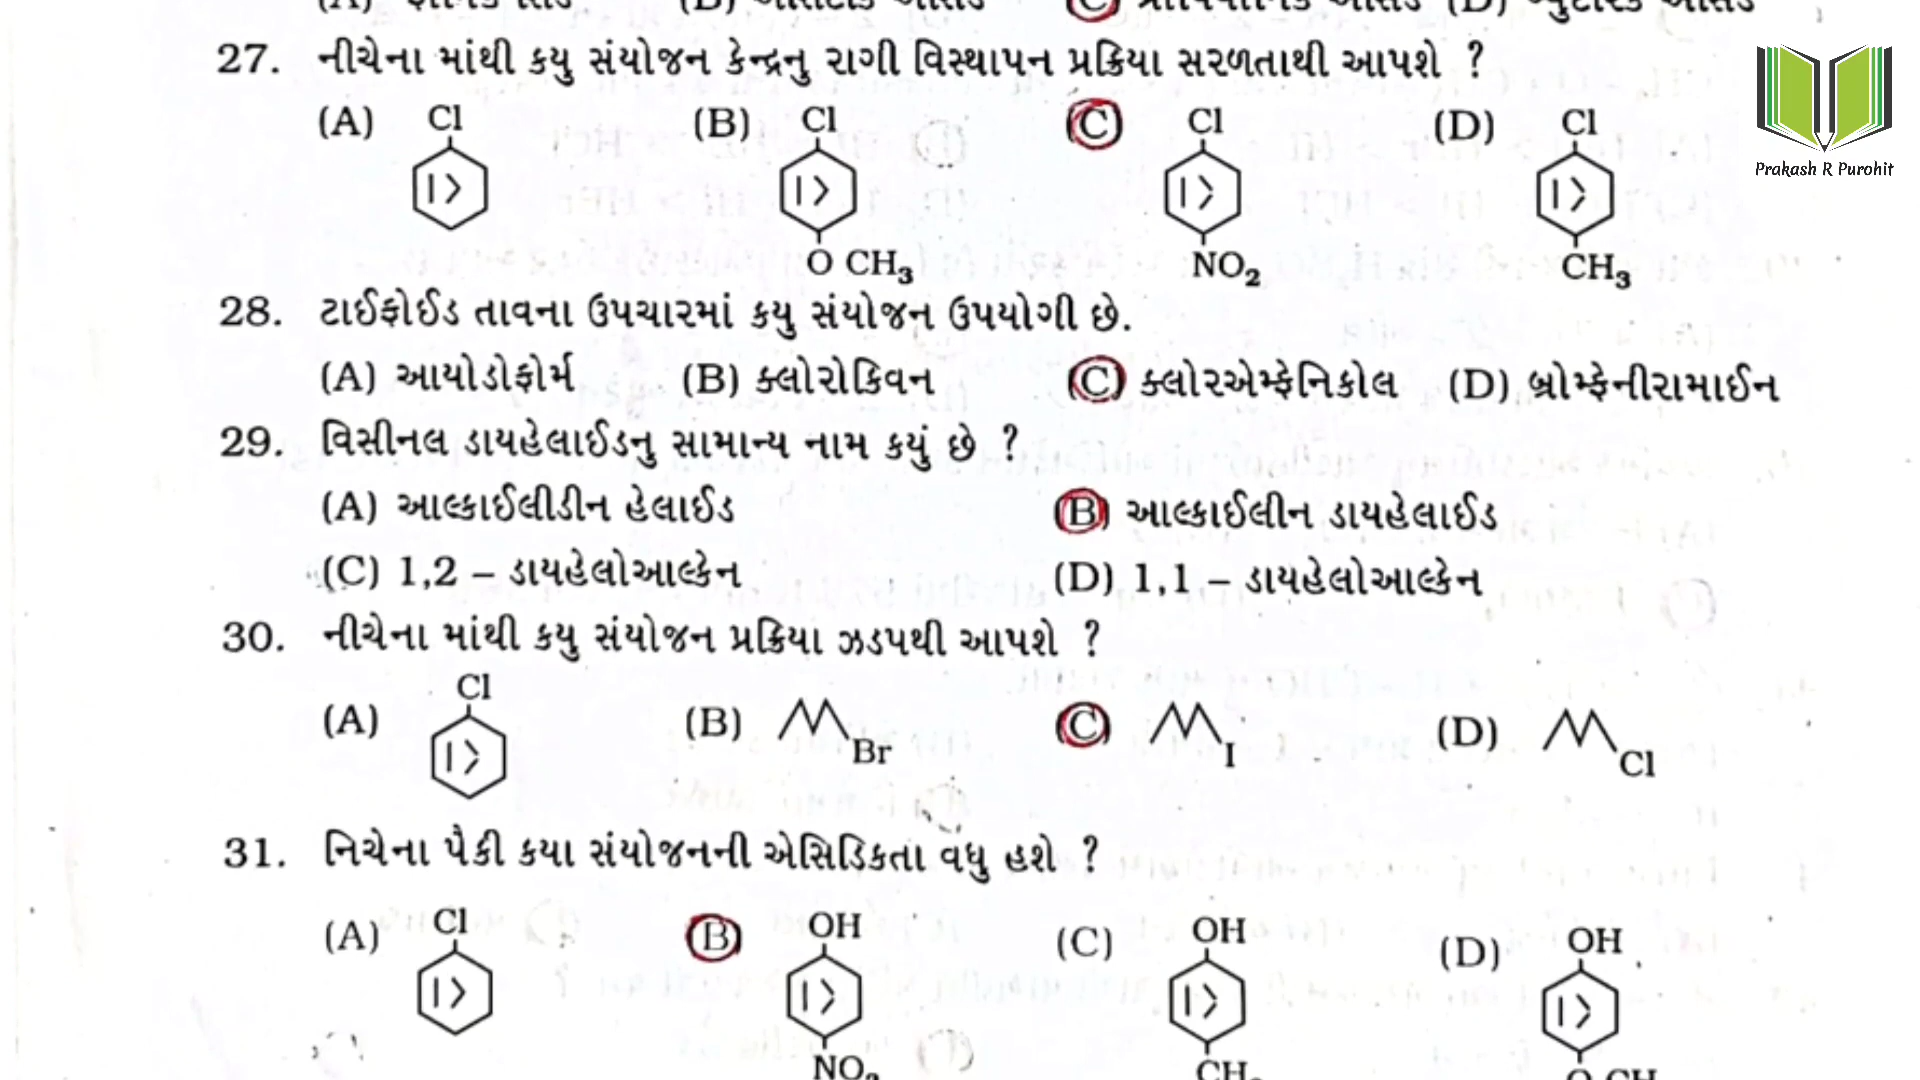 27. નીચેના માંથી કયુ સંયોજન કેન્દ્રનુ રાગી વિસ્થાપન પ્રક્રિયા સરળતાથી આપશે ?
(A) Cl (B) Cl (C) Cl (D) Cl
O CH₃ NO₂ CH₃
Prakash R Purohit
28. ટાઈફોઈડ તાવના ઉપચારમાં કયુ સંયોજન ઉપયોગી છે.
(A) આયોડોફોર્મ (B) ક્લોરોકિવન (C) ક્લોરએમ્ફેનિકોલ (D) બ્રોમ્ફેનીરામાઈન
29. વિસીનલ ડાયહેલાઈડનુ સામાન્ય નામ કયું છે ?
(A) આલ્કાઈલીડીન હેલાઈડ (B) આલ્કાઈલીન ડાયહેલાઈડ
(C) 1,2 – ડાયહેલોઆલ્કેન (D) 1,1 – ડાયહેલોઆલ્કેન
30. નીચેના માંથી કયુ સંયોજન પ્રક્રિયા ઝડપથી આપશે ?
(A) Cl (B) Br (C) I (D) Cl
31. નિચેના પૈકી કયા સંયોજનની એસિડિકતા વધુ હશે ?
(A) Cl (B) OH (C) OH (D) OH
NO₂ CH₃